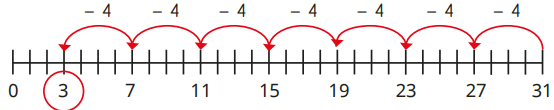 – 4 – 4 – 4 – 4 – 4 – 4 – 4
0 3 7 11 15 19 23 27 31